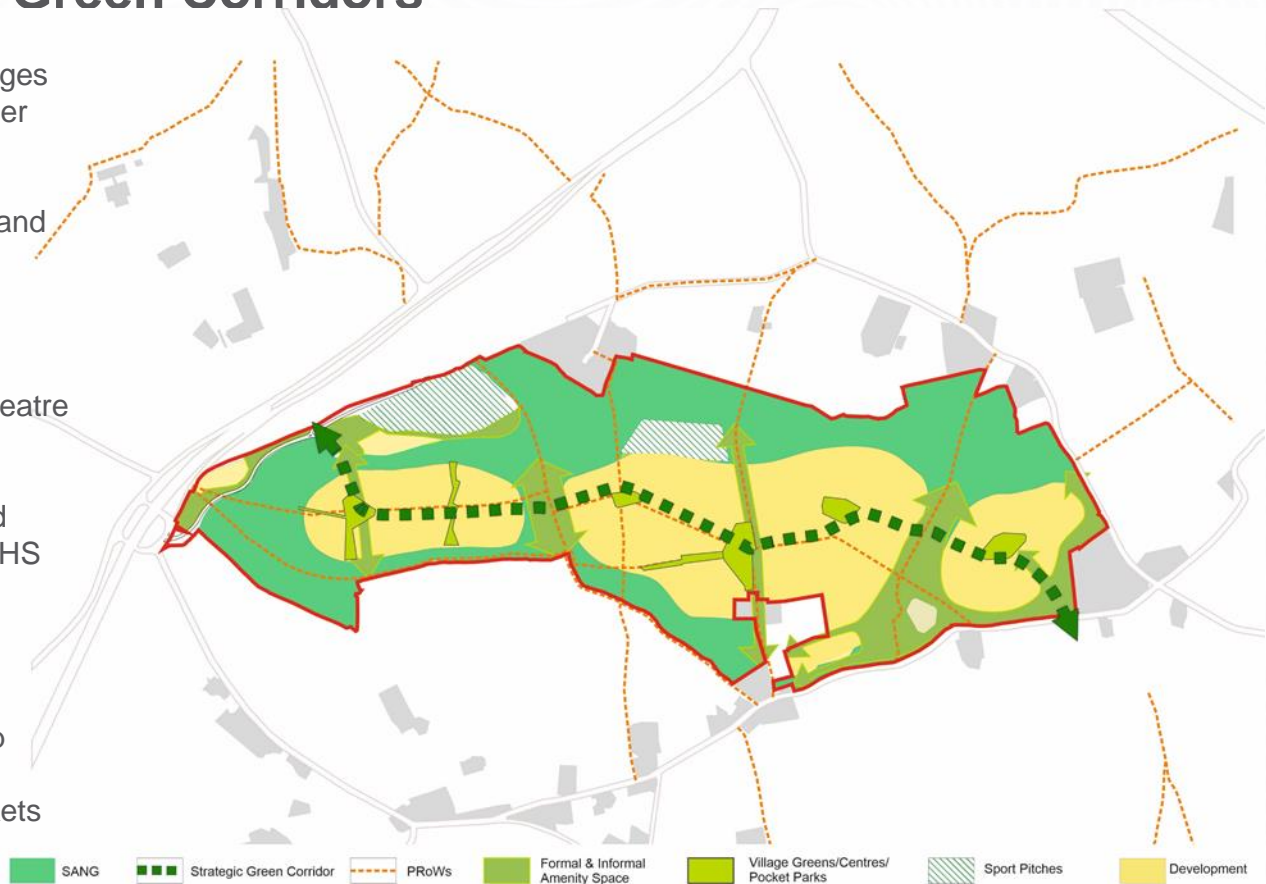 Green Corridors
ges
er
and
eatre
d
HS
o
ets
SANG
Strategic Green Corridor
PRoWs
Formal & Informal
Amenity Space
Village Greens/Centres/
Pocket Parks
Sport Pitches
Development